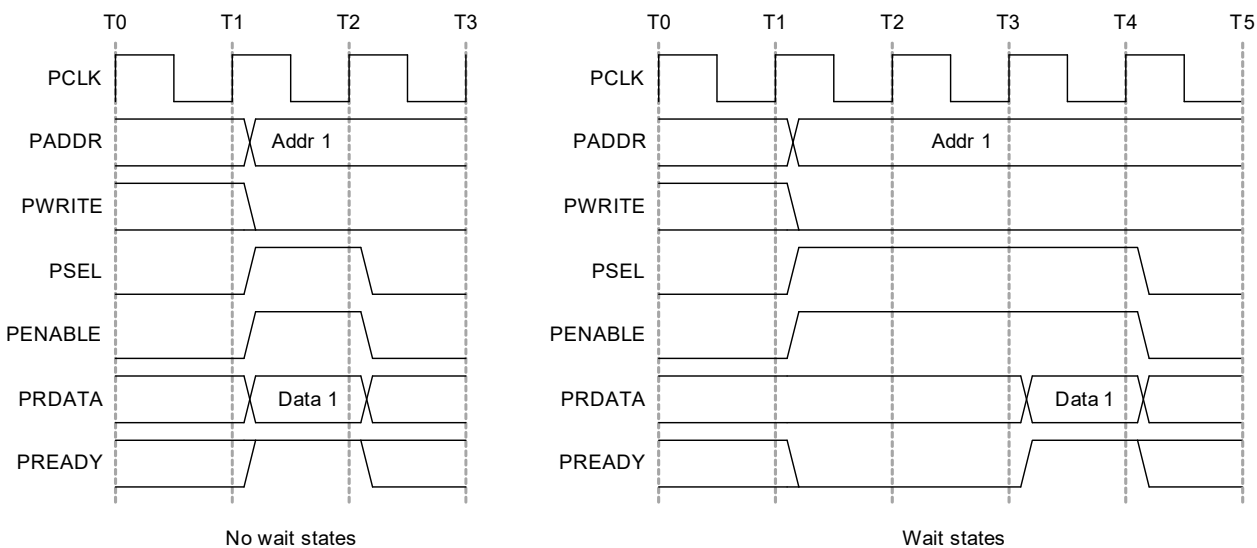 T0 T1 T2 T3
PCLK
PADDR Addr 1
PWRITE
PSEL
PENABLE
PRDATA Data 1
PREADY
No wait states
T0 T1 T2 T3 T4 T5
PCLK
PADDR Addr 1
PWRITE
PSEL
PENABLE
PRDATA Data 1
PREADY
Wait states